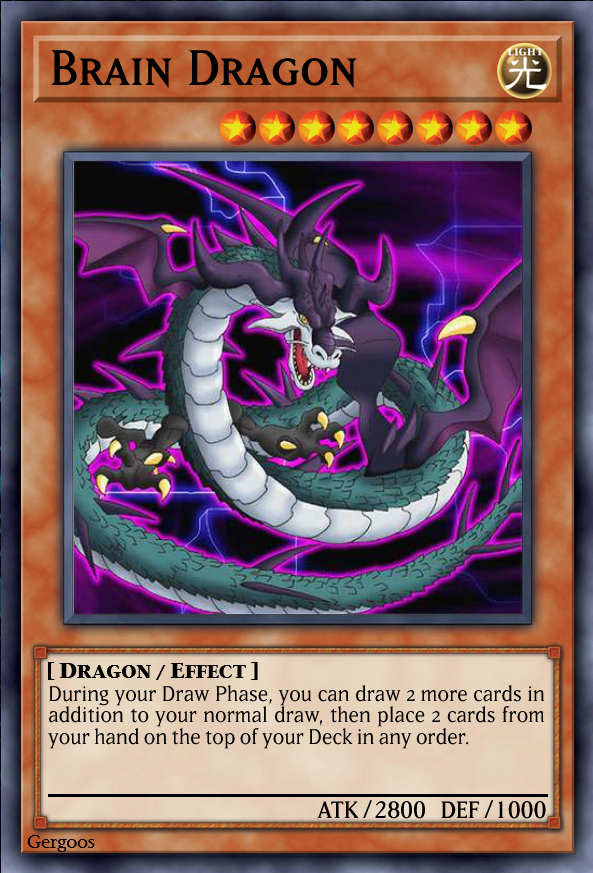 Brain Dragon
LIGHT
光
[ Dragon / Effect ]
During your Draw Phase, you can draw 2 more cards in
addition to your normal draw, then place 2 cards from
your hand on the top of your Deck in any order.
ATK / 2800 DEF / 1000
Gergoos